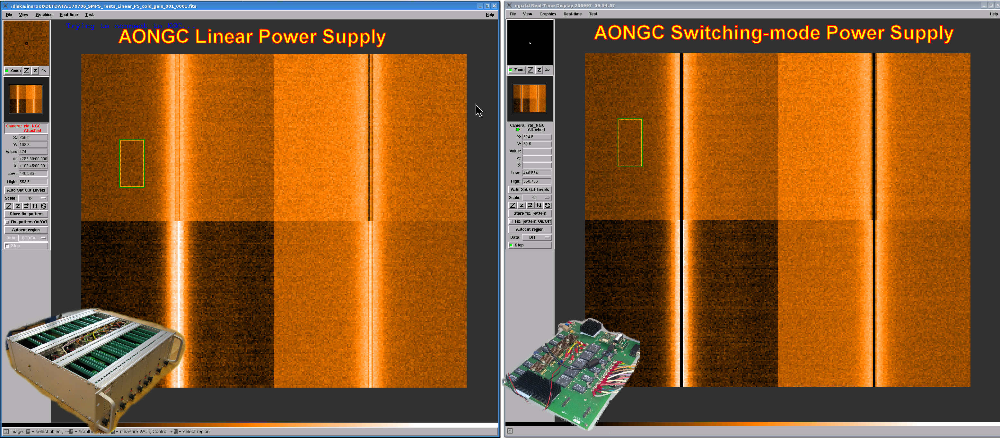 /diska/insroot/DETDATA/170706_SMPS_Tests_Linear_PS_cold_gain_001_0001.fits
File View Graphics Real-time Test Help
Trying to connect to NGC...
AONGC Linear Power Supply
Zoom Z z 4x
Camera: rtd_NGC
Attached
X: 256.0
Y: 109.2
Value: 474
α: +256:30:00.000
δ: +109:45:00.00
Low: 440.065
High: 552.8
Auto Set Cut Levels
Scale: 4x
Z z
Store fix. pattern
Fix. pattern On/Off
Autocut region
Data: STDEV
Stop
image: = select object, = scroll = measure WCS, Control = select region
ngcrtd Real-Time Display 266997 09:54:57
File View Graphics Real-time Test Help
AONGC Switching-mode Power Supply
Zoom Z z 4x
Camera: rtd_NGC
Attached
X: 324.5
Y: 52.5
Value:
α:
δ:
Low: 440.534
High: 558.786
Auto Set Cut Levels
Scale: 4x
Z z
Store fix. pattern
Fix. pattern On/Off
Autocut region
Data: DIT
Stop